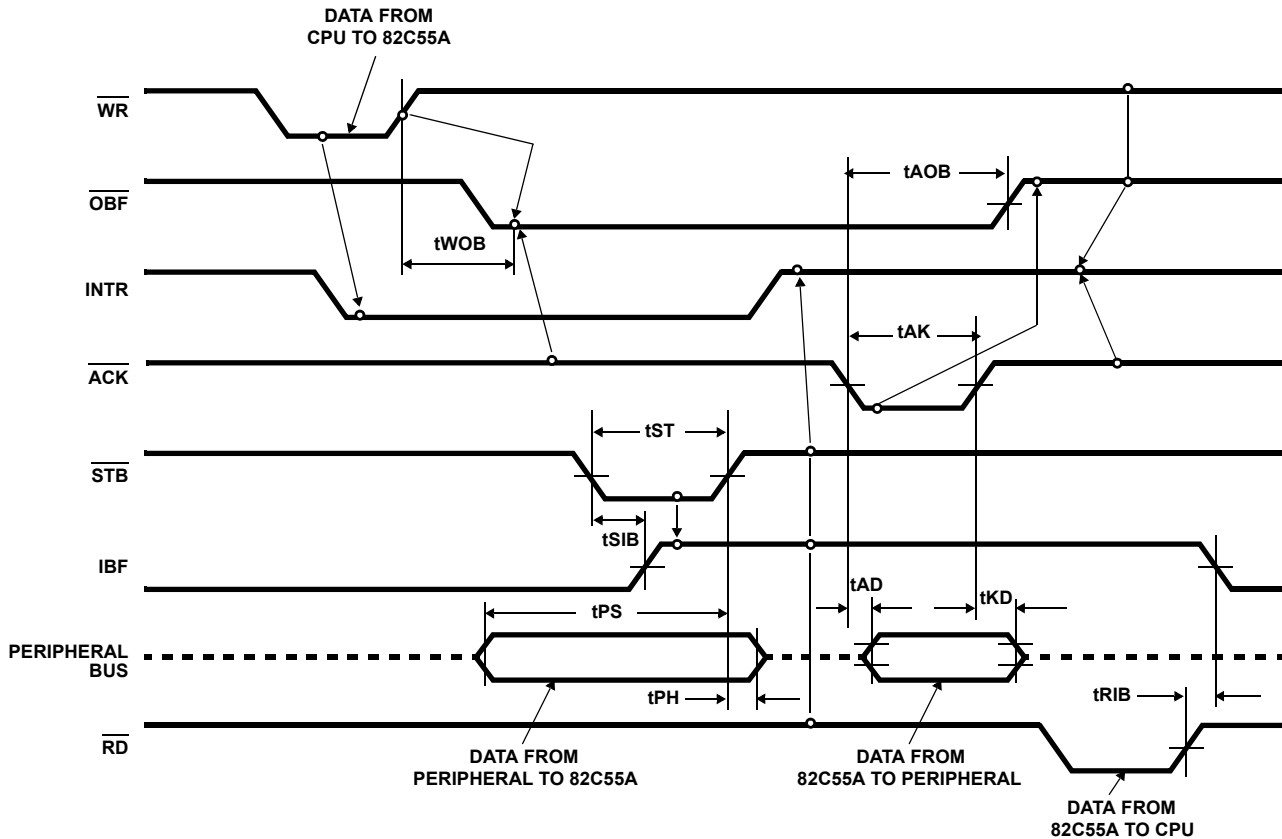 DATA FROM
CPU TO 82C55A
WR
OBF
tAOB
tWOB
INTR
tAK
ACK
tST
STB
tSIB
IBF
tAD
tKD
tPS
PERIPHERAL
BUS
tPH
tRIB
RD
DATA FROM
PERIPHERAL TO 82C55A
DATA FROM
82C55A TO PERIPHERAL
DATA FROM
82C55A TO CPU